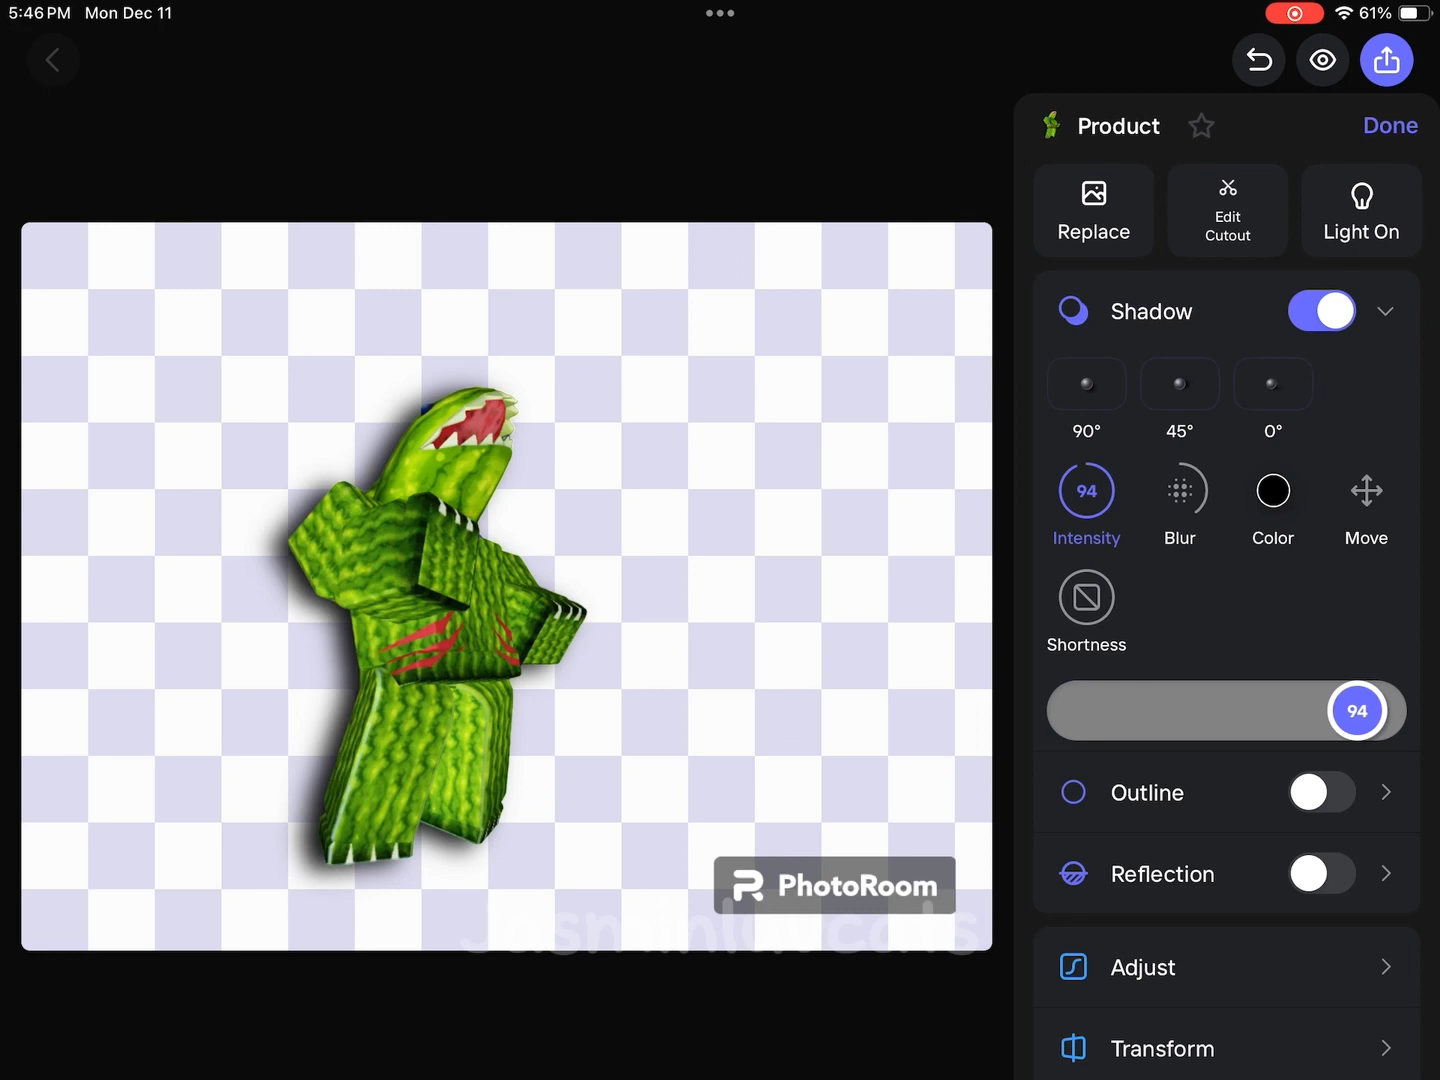 5:46 PM Mon Dec 11
61%
Product
Done
Replace
Edit
Cutout
Light On
Shadow
90°
45°
0°
94
Intensity
Blur
Color
Move
Shortness
94
Outline
Reflection
PhotoRoom
Jasminluvcats
Adjust
Transform